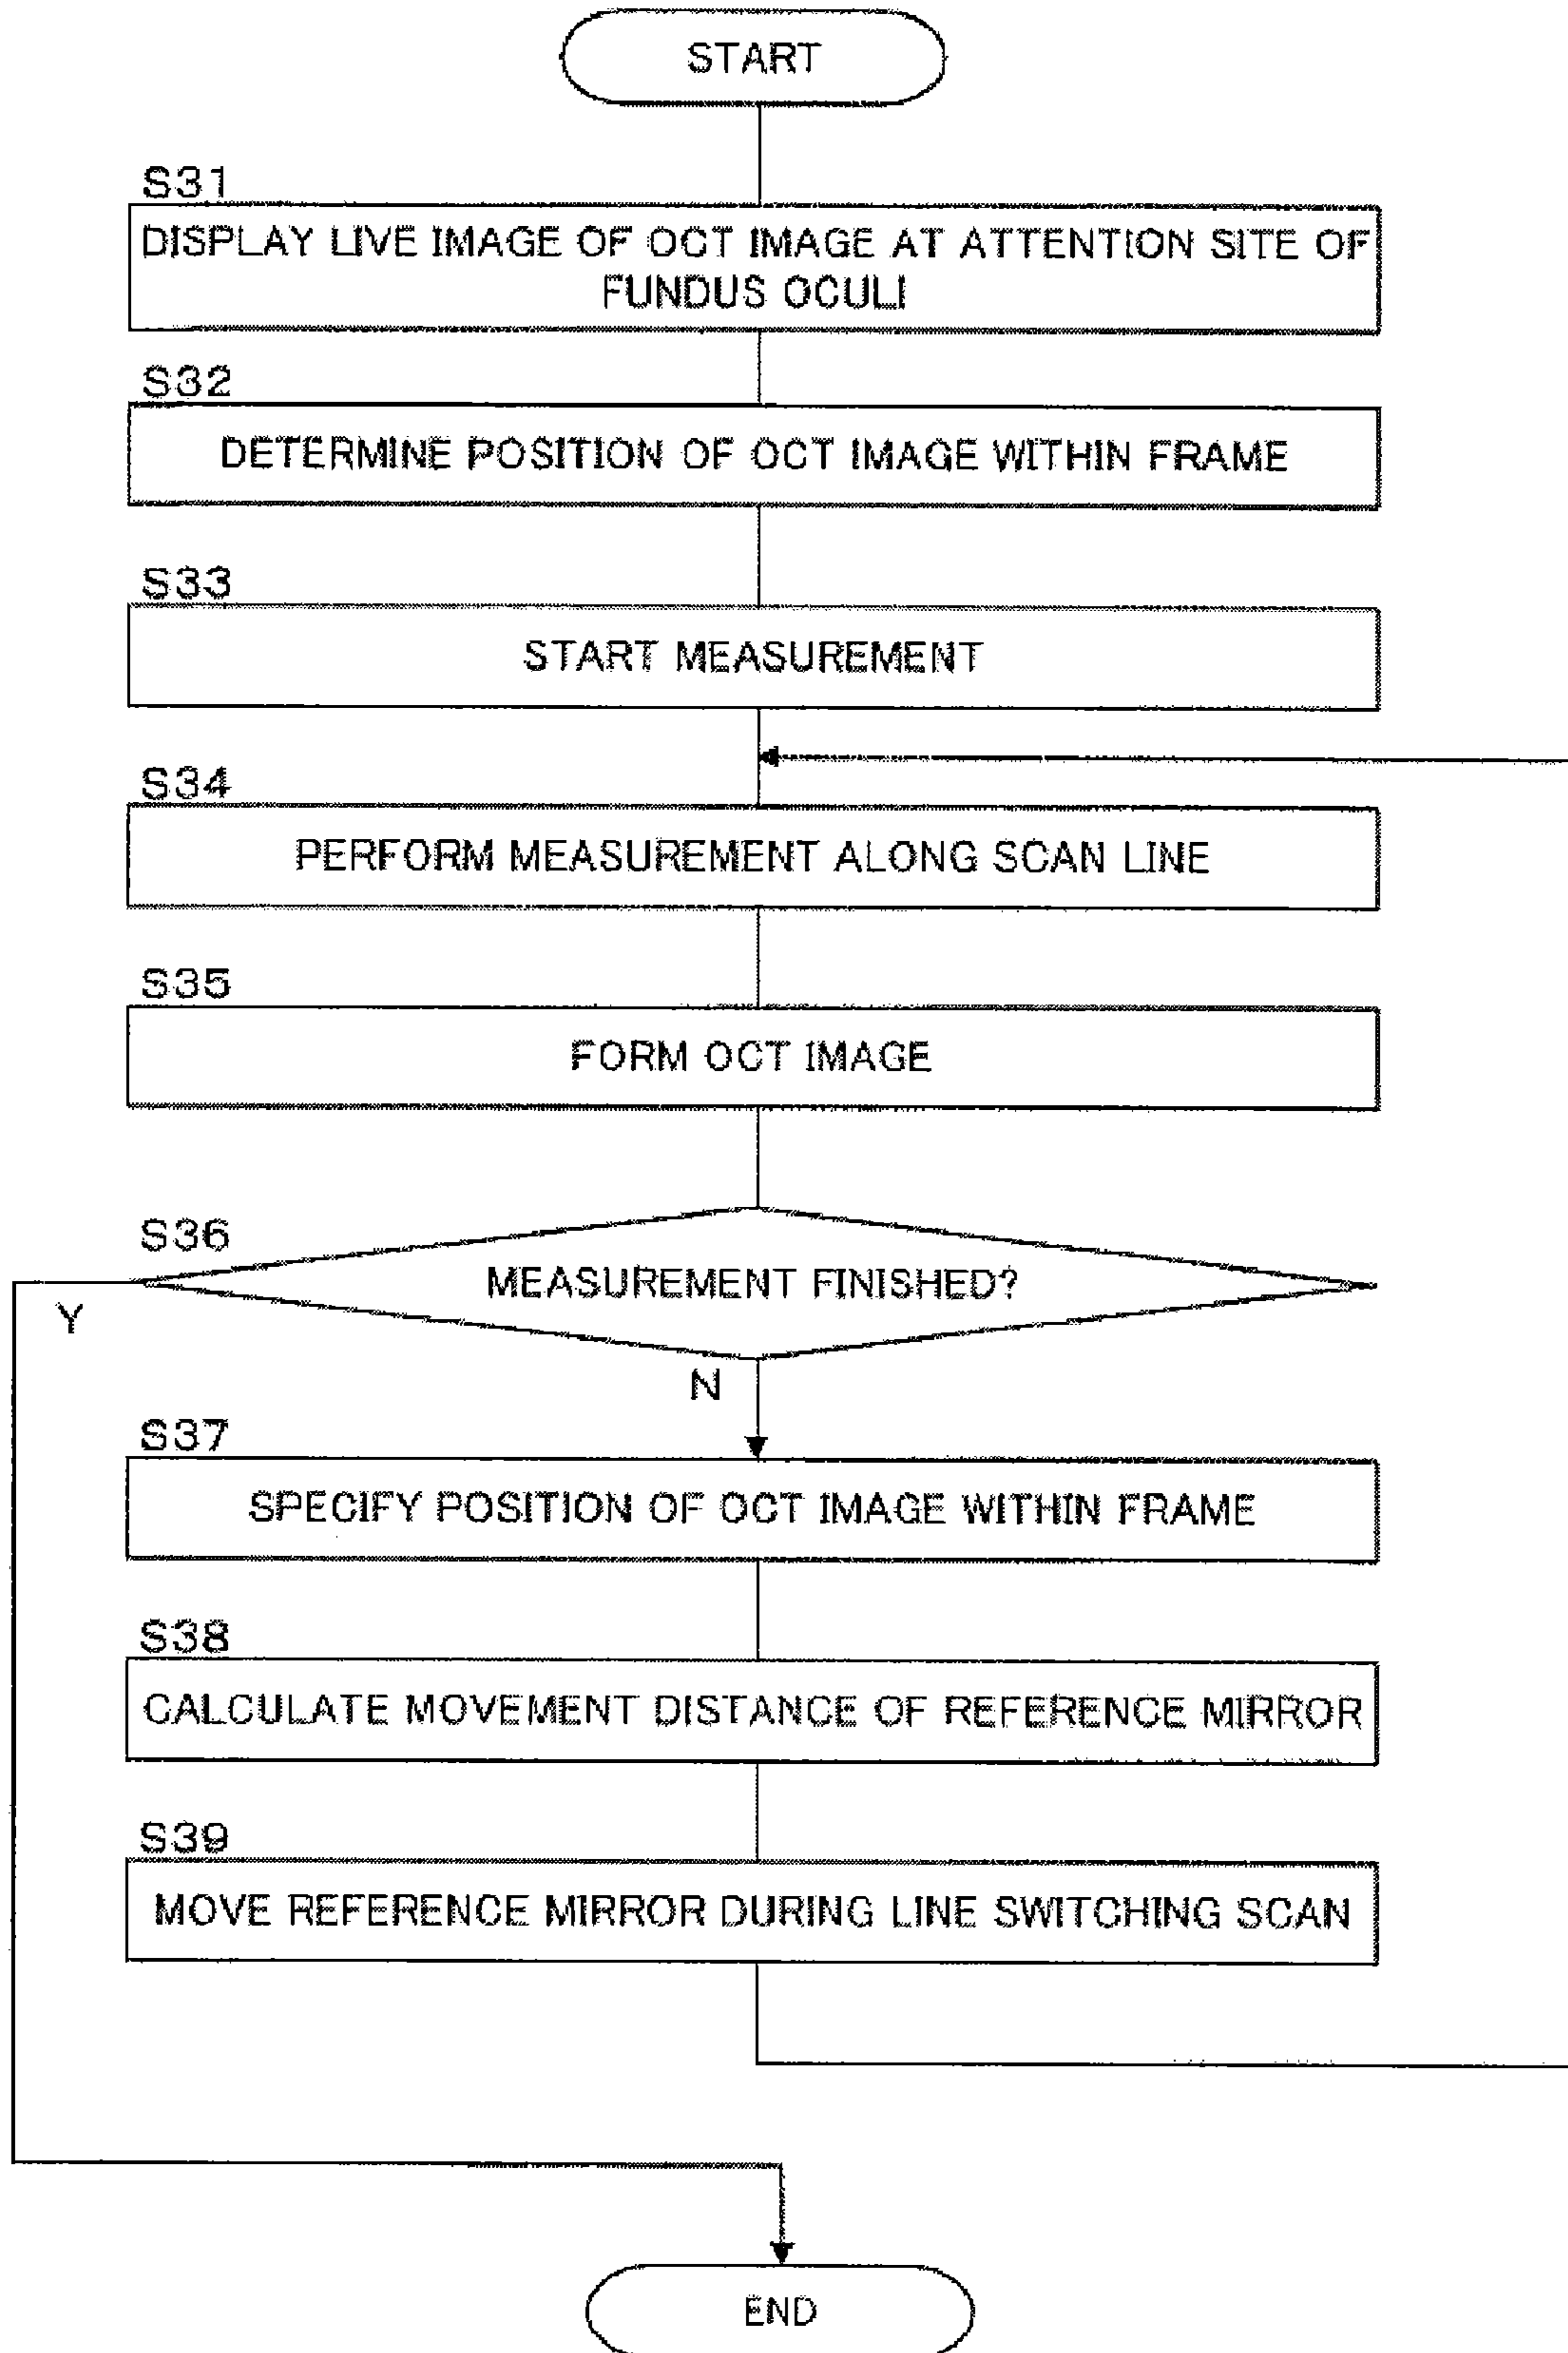 START
S31
DISPLAY LIVE IMAGE OF OCT IMAGE AT ATTENTION SITE OF
FUNDUS OCULI
S32
DETERMINE POSITION OF OCT IMAGE WITHIN FRAME
S33
START MEASUREMENT
S34
PERFORM MEASUREMENT ALONG SCAN LINE
S35
FORM OCT IMAGE
S36
MEASUREMENT FINISHED?
Y
N
S37
SPECIFY POSITION OF OCT IMAGE WITHIN FRAME
S38
CALCULATE MOVEMENT DISTANCE OF REFERENCE MIRROR
S39
MOVE REFERENCE MIRROR DURING LINE SWITCHING SCAN
END